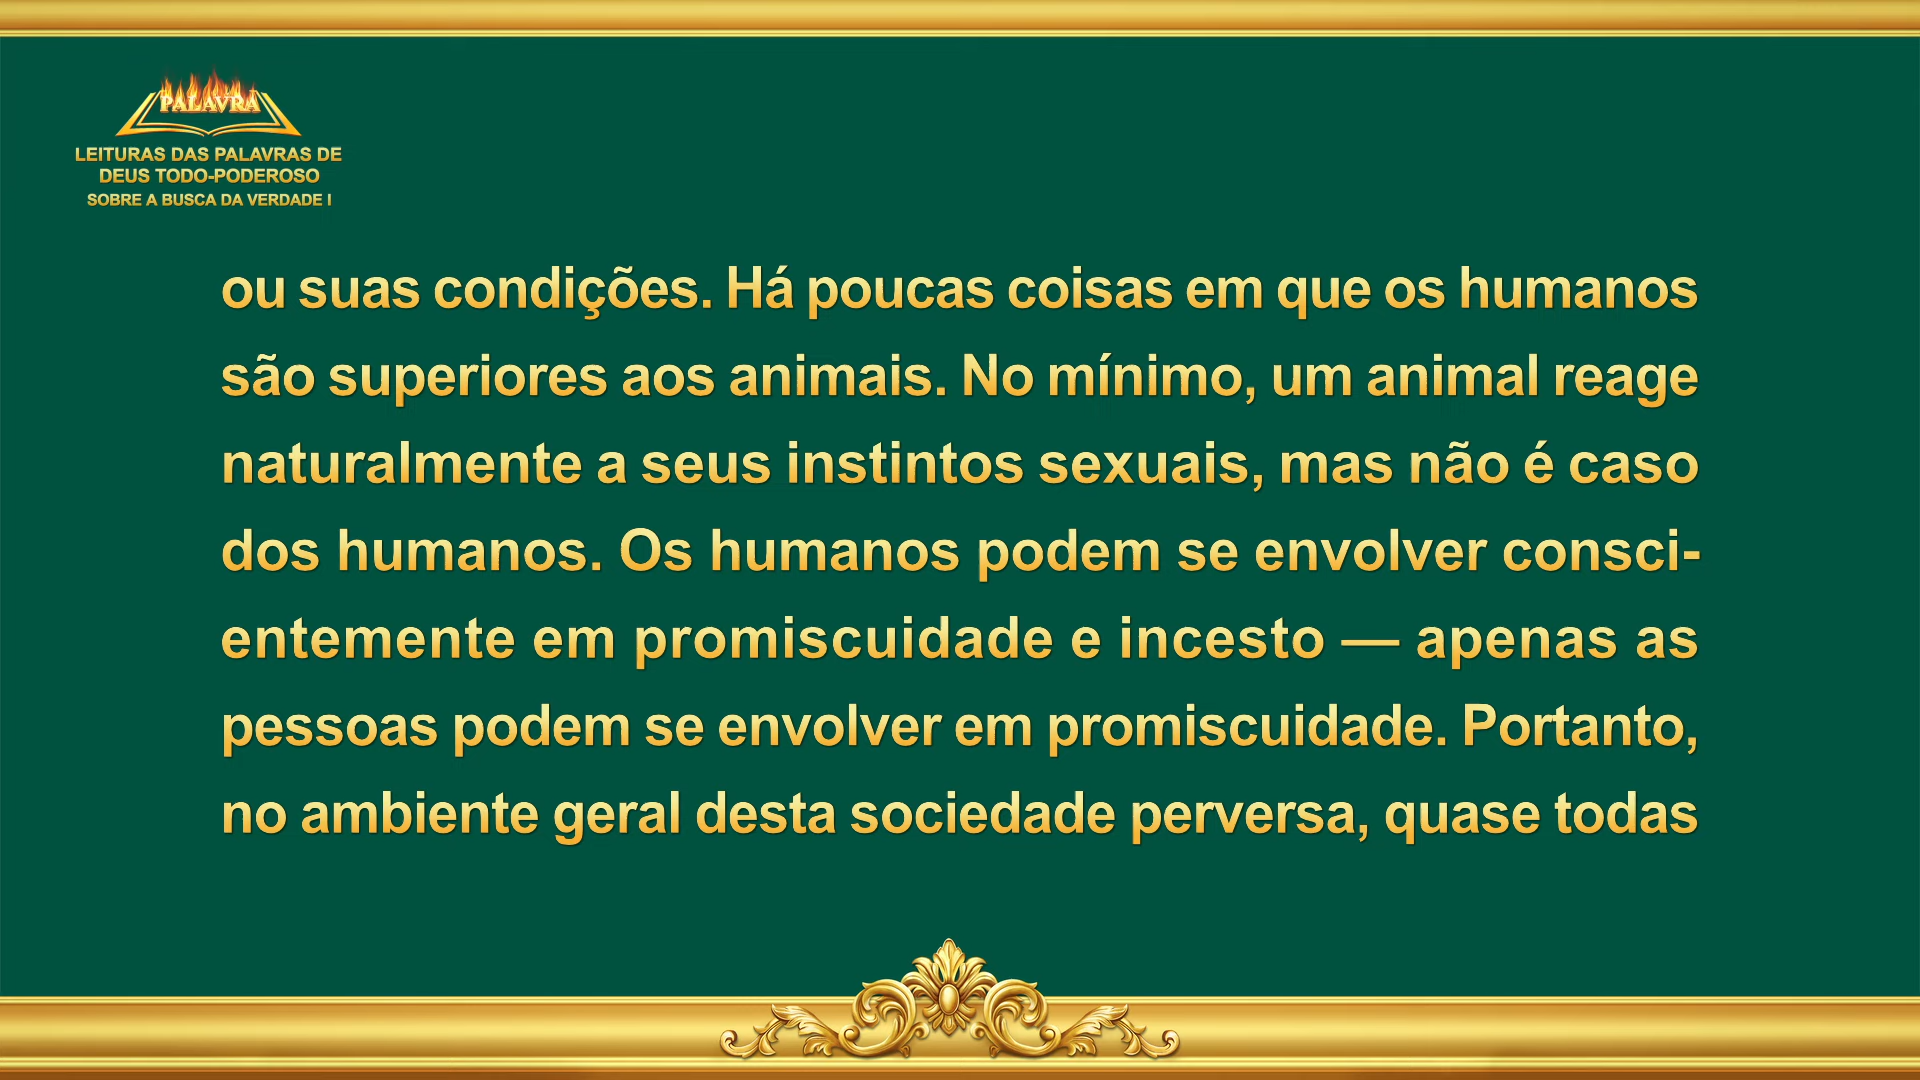 PALAVRA
LEITURAS DAS PALAVRAS DE
DEUS TODO-PODEROSO
SOBRE A BUSCA DA VERDADE I
ou suas condições. Há poucas coisas em que os humanos
são superiores aos animais. No mínimo, um animal reage
naturalmente a seus instintos sexuais, mas não é caso
dos humanos. Os humanos podem se envolver consci-
entemente em promiscuidade e incesto — apenas as
pessoas podem se envolver em promiscuidade. Portanto,
no ambiente geral desta sociedade perversa, quase todas